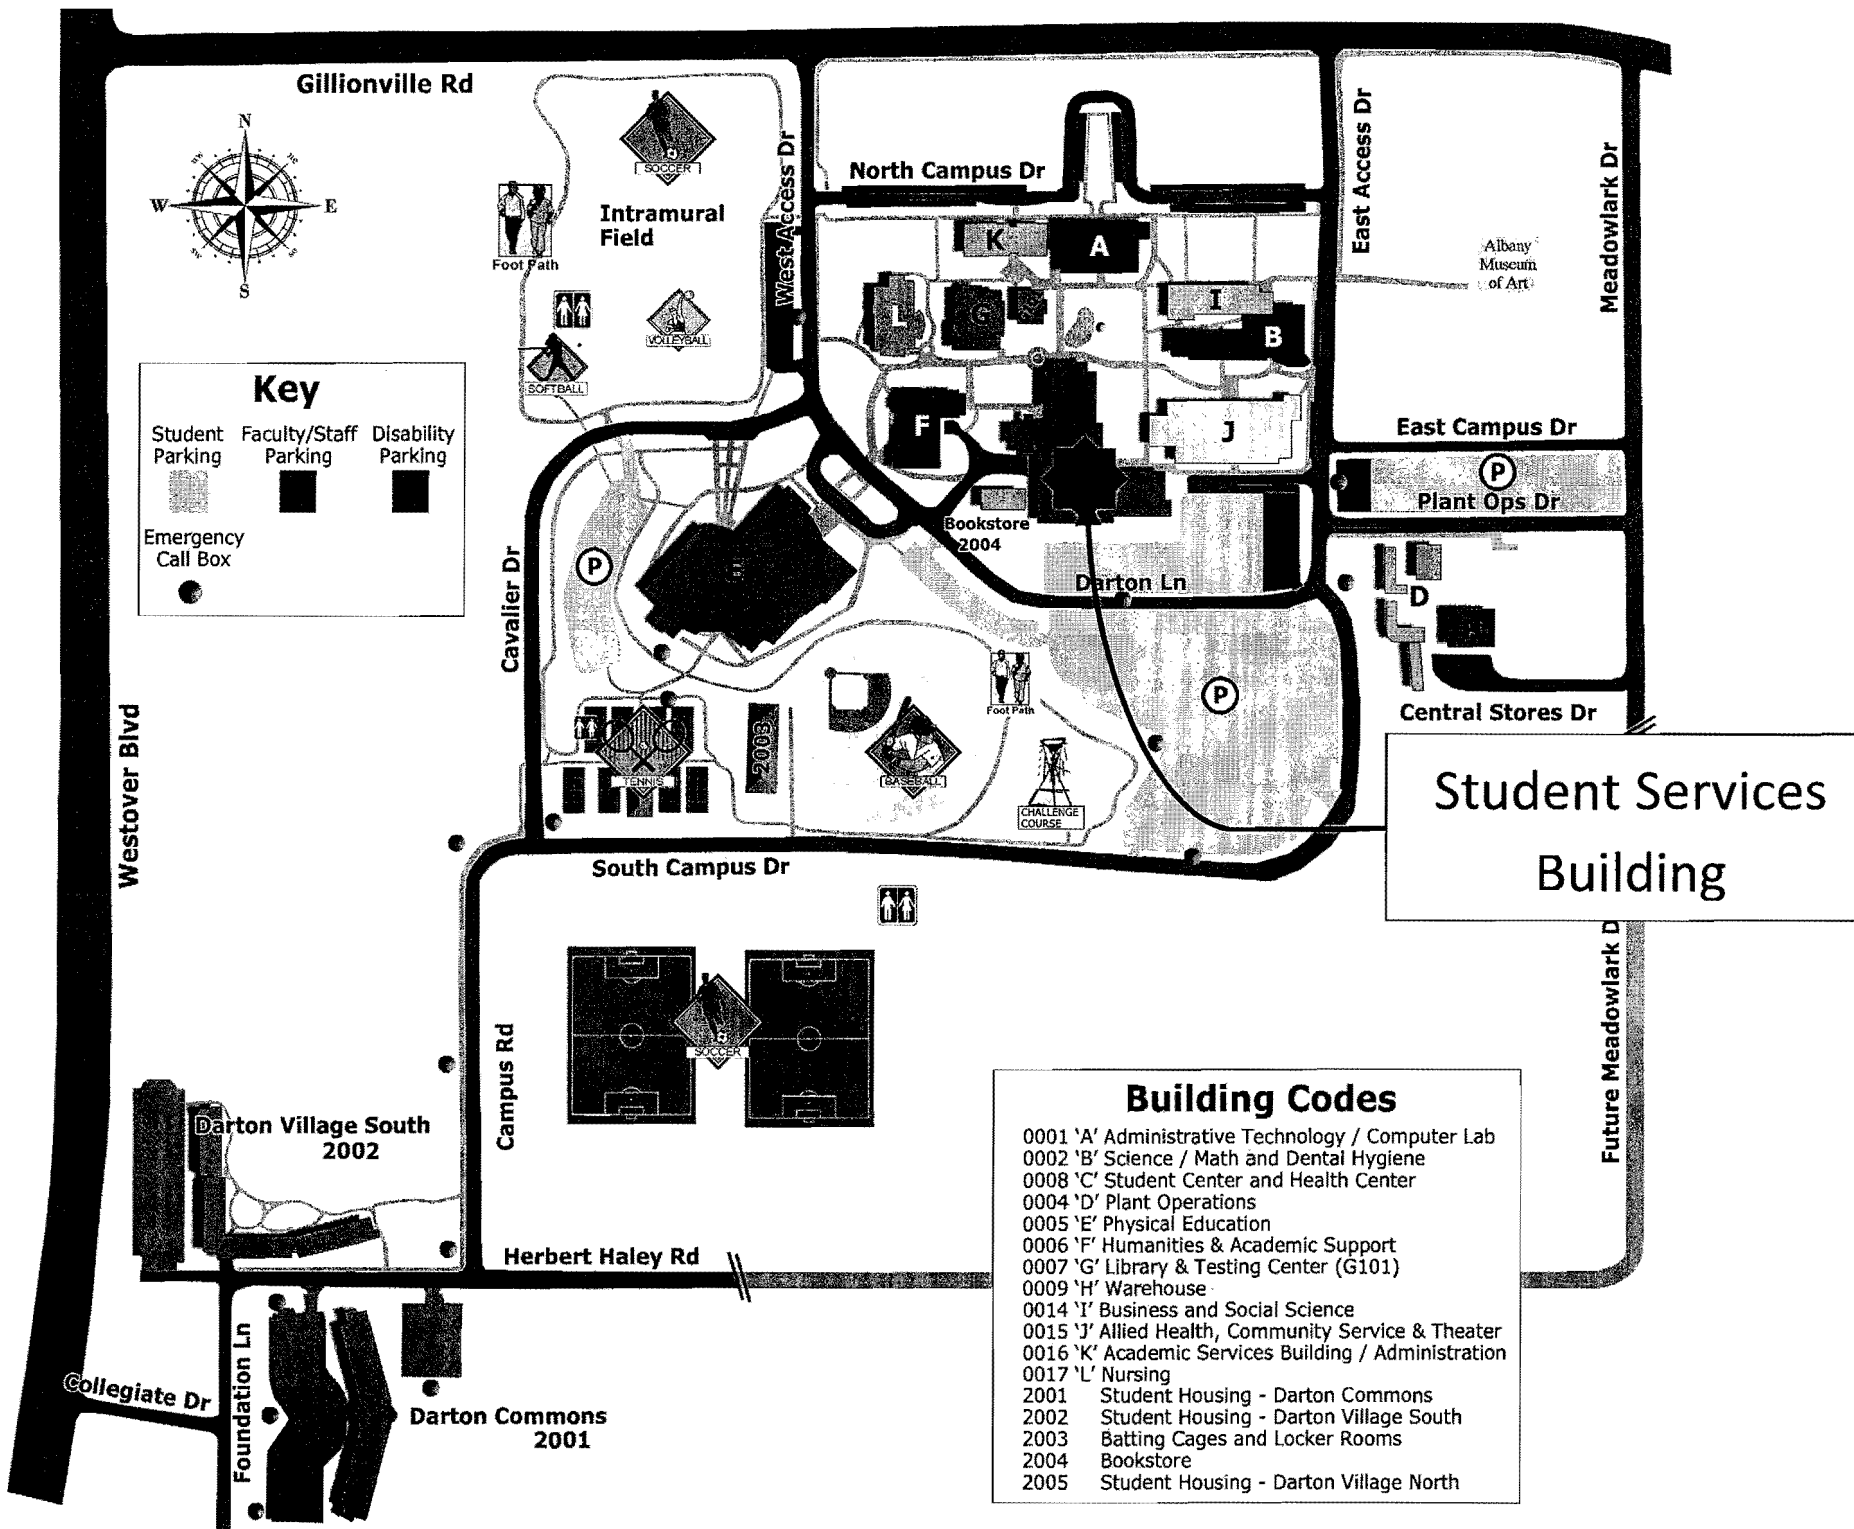 Gillionville Rd
N
W
E
S
SOCCER
Foot Path
Intramural
Field
VOLLEYBALL
SOFTBALL
West Access Dr
North Campus Dr
East Access Dr
Meadowlark Dr
K
A
L
G
I
B
F
J
Albany
Museum
of Art
Key
Student
Parking
Faculty/Staff
Parking
Disability
Parking
Emergency
Call Box
East Campus Dr
P
Plant Ops Dr
Bookstore
2004
Darton Ln
D
P
Cavalier Dr
E
Foot Path
P
Central Stores Dr
Westover Blvd
TENNIS
2003
BASEBALL
CHALLENGE
COURSE
Student Services
Building
South Campus Dr
SOCCER
Campus Rd
Future Meadowlark D
Darton Village South
2002
Herbert Haley Rd
Collegiate Dr
Foundation Ln
Darton Commons
2001
Building Codes
0001 ‘A’ Administrative Technology / Computer Lab
0002 ‘B’ Science / Math and Dental Hygiene
0008 ‘C’ Student Center and Health Center
0004 ‘D’ Plant Operations
0005 ‘E’ Physical Education
0006 ‘F’ Humanities & Academic Support
0007 ‘G’ Library & Testing Center (G101)
0009 ‘H’ Warehouse
0014 ‘I’ Business and Social Science
0015 ‘J’ Allied Health, Community Service & Theater
0016 ‘K’ Academic Services Building / Administration
0017 ‘L’ Nursing
2001 Student Housing - Darton Commons
2002 Student Housing - Darton Village South
2003 Batting Cages and Locker Rooms
2004 Bookstore
2005 Student Housing - Darton Village North